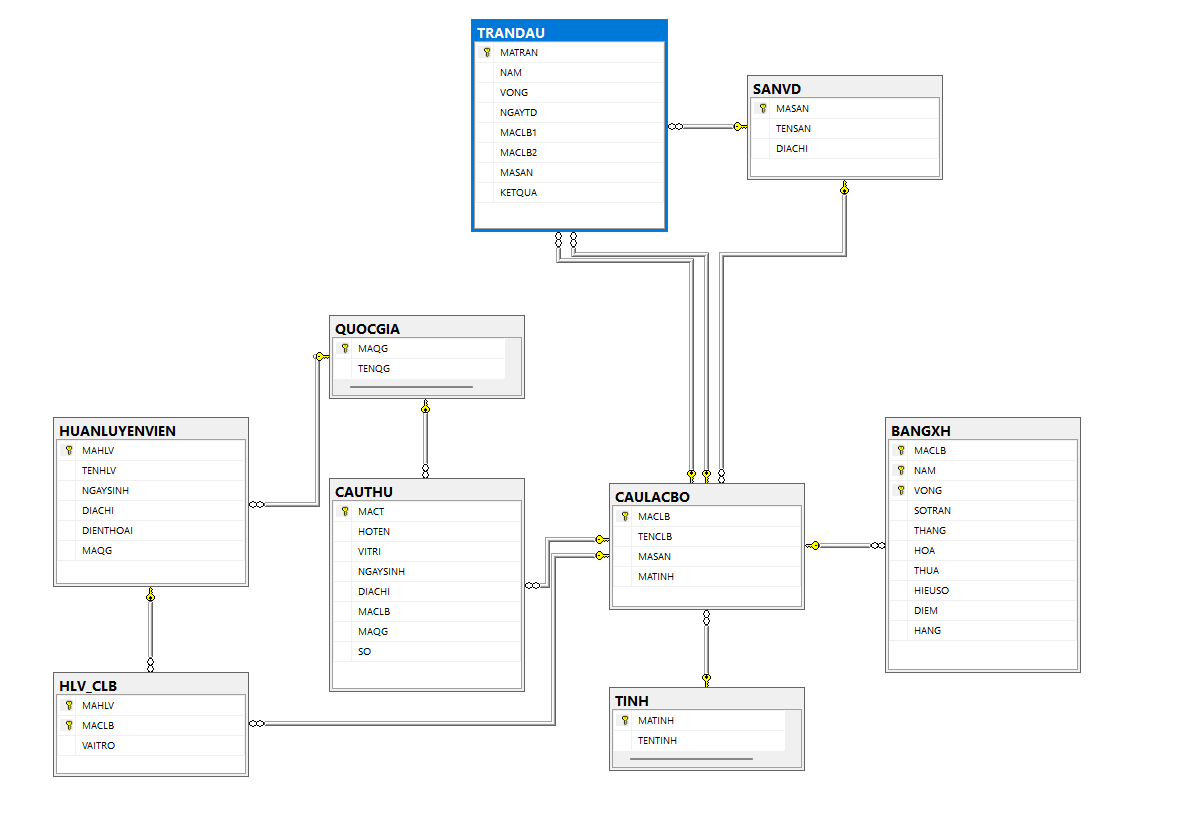 TRANDAU
MATRAN
NAM
VONG
NGAYTD
MACLB1
MACLB2
MASAN
KETQUA
SANVD
MASAN
TENSAN
DIACHI
QUOCGIA
MAQG
TENQG
HUANLUYENVIEN
MAHLV
TENHLV
NGAYSINH
DIACHI
DIENTHOAI
MAQG
CAUTHU
MACT
HOTEN
VITRI
NGAYSINH
DIACHI
MACLB
MAQG
SO
CAULACBO
MACLB
TENCLB
MASAN
MATINH
BANGXH
MACLB
NAM
VONG
SOTRAN
THANG
HOA
THUA
HIEUSO
DIEM
HANG
HLV_CLB
MAHLV
MACLB
VAITRO
TINH
MATINH
TENTINH